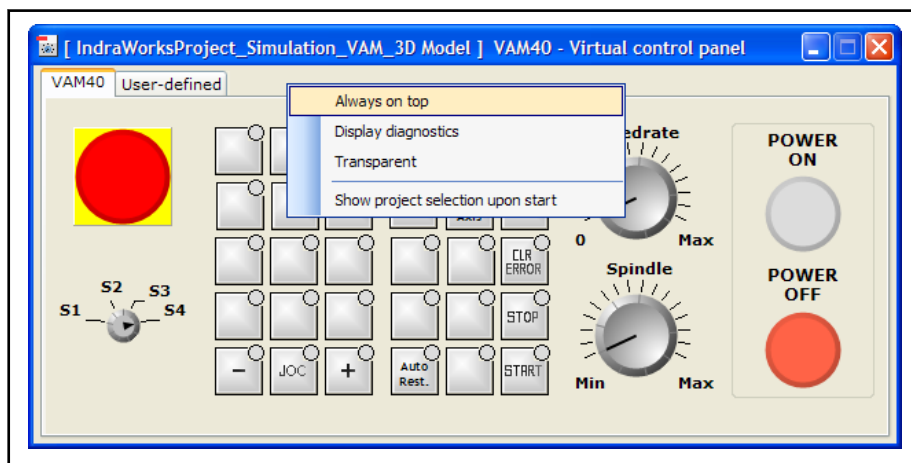 [ IndraWorksProject_Simulation_VAM_3D Model ] VAM40 - Virtual control panel
VAM40 User-defined
Always on top
Display diagnostics
Transparent
Show project selection upon start
0 Max
POWER
ON
CLR
ERROR
Spindle
POWER
OFF
S1 S2 S3 S4
STOP
- JOC + Auto
Rest. START
Min Max